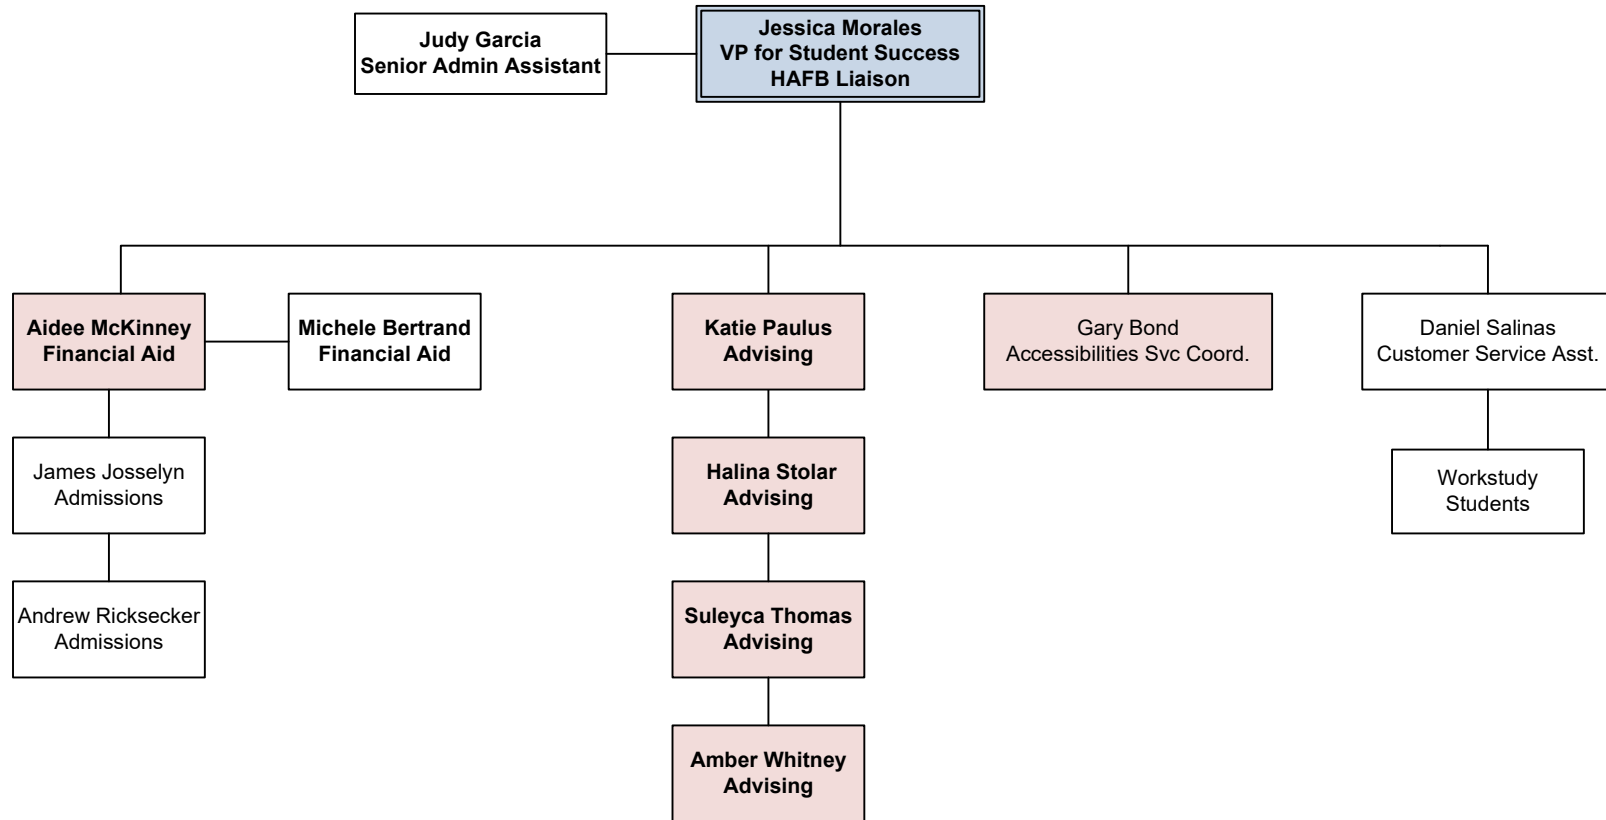 Judy Garcia
Senior Admin Assistant
Jessica Morales
VP for Student Success
HAFB Liaison
Aidee McKinney
Financial Aid
Michele Bertrand
Financial Aid
Katie Paulus
Advising
Gary Bond
Accessibilities Svc Coord.
Daniel Salinas
Customer Service Asst.
James Josselyn
Admissions
Halina Stolar
Advising
Workstudy
Students
Andrew Ricksecker
Admissions
Suleyca Thomas
Advising
Amber Whitney
Advising